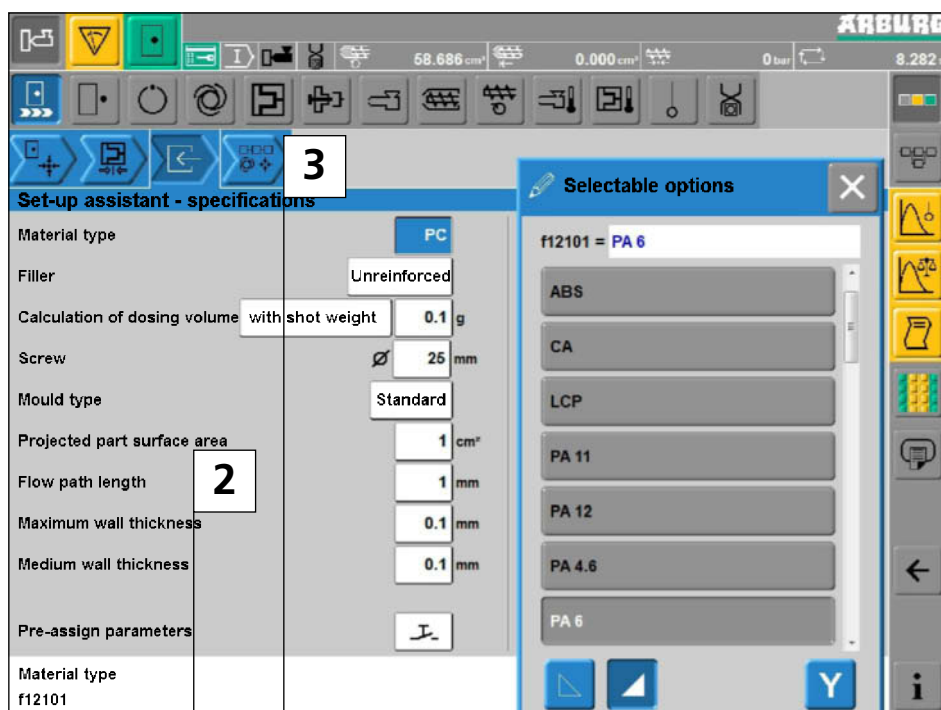 ARBURG
58.686 cm³ 0.000 cm³ 0 bar 8.282
3
Set-up assistant - specifications
Material type PC
Filler Unreinforced
Calculation of dosing volume with shot weight 0.1 g
Screw Ø 25 mm
Mould type Standard
Projected part surface area 1 cm²
Flow path length 1 mm
2
Maximum wall thickness 0.1 mm
Medium wall thickness 0.1 mm
Pre-assign parameters
Material type
f12101
Selectable options
f12101 = PA 6
ABS
CA
LCP
PA 11
PA 12
PA 4.6
PA 6
Y
i